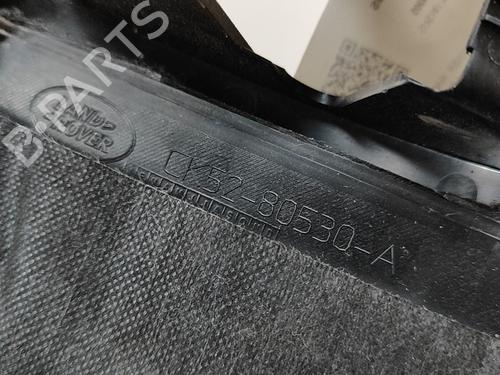 LAND
ROVER
CK52-80530-A
B-PARTS